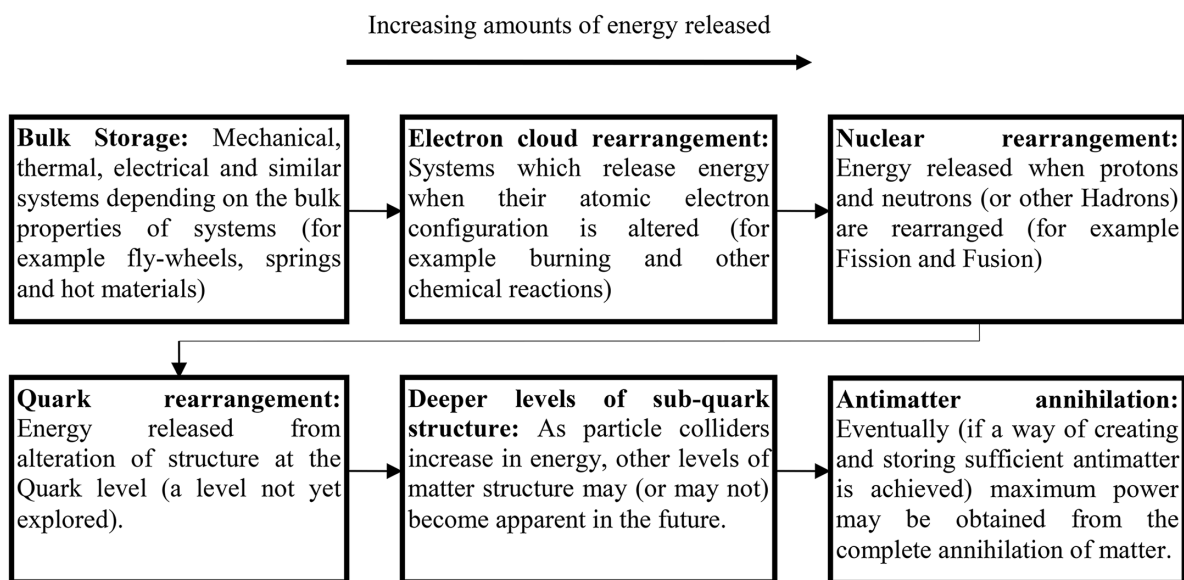 Increasing amounts of energy released
Bulk Storage: Mechanical,
thermal, electrical and similar
systems depending on the bulk
properties of systems (for
example fly-wheels, springs
and hot materials)
Electron cloud rearrangement:
Systems which release energy
when their atomic electron
configuration is altered (for
example burning and other
chemical reactions)
Nuclear rearrangement:
Energy released when protons
and neutrons (or other Hadrons)
are rearranged (for example
Fission and Fusion)
Quark rearrangement:
Energy released from
alteration of structure at the
Quark level (a level not yet
explored).
Deeper levels of sub-quark
structure: As particle colliders
increase in energy, other levels of
matter structure may (or may not)
become apparent in the future.
Antimatter annihilation:
Eventually (if a way of creating
and storing sufficient antimatter
is achieved) maximum power
may be obtained from the
complete annihilation of matter.